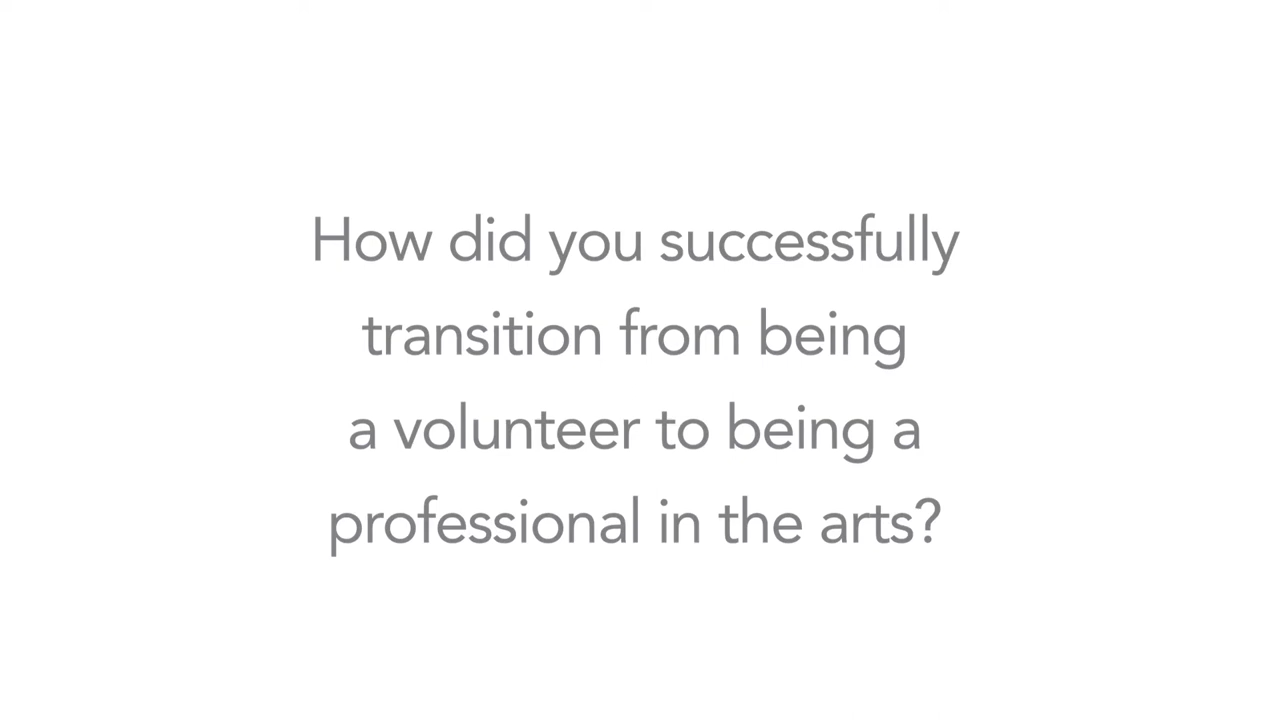 How did you successfully
transition from being
a volunteer to being a
professional in the arts?